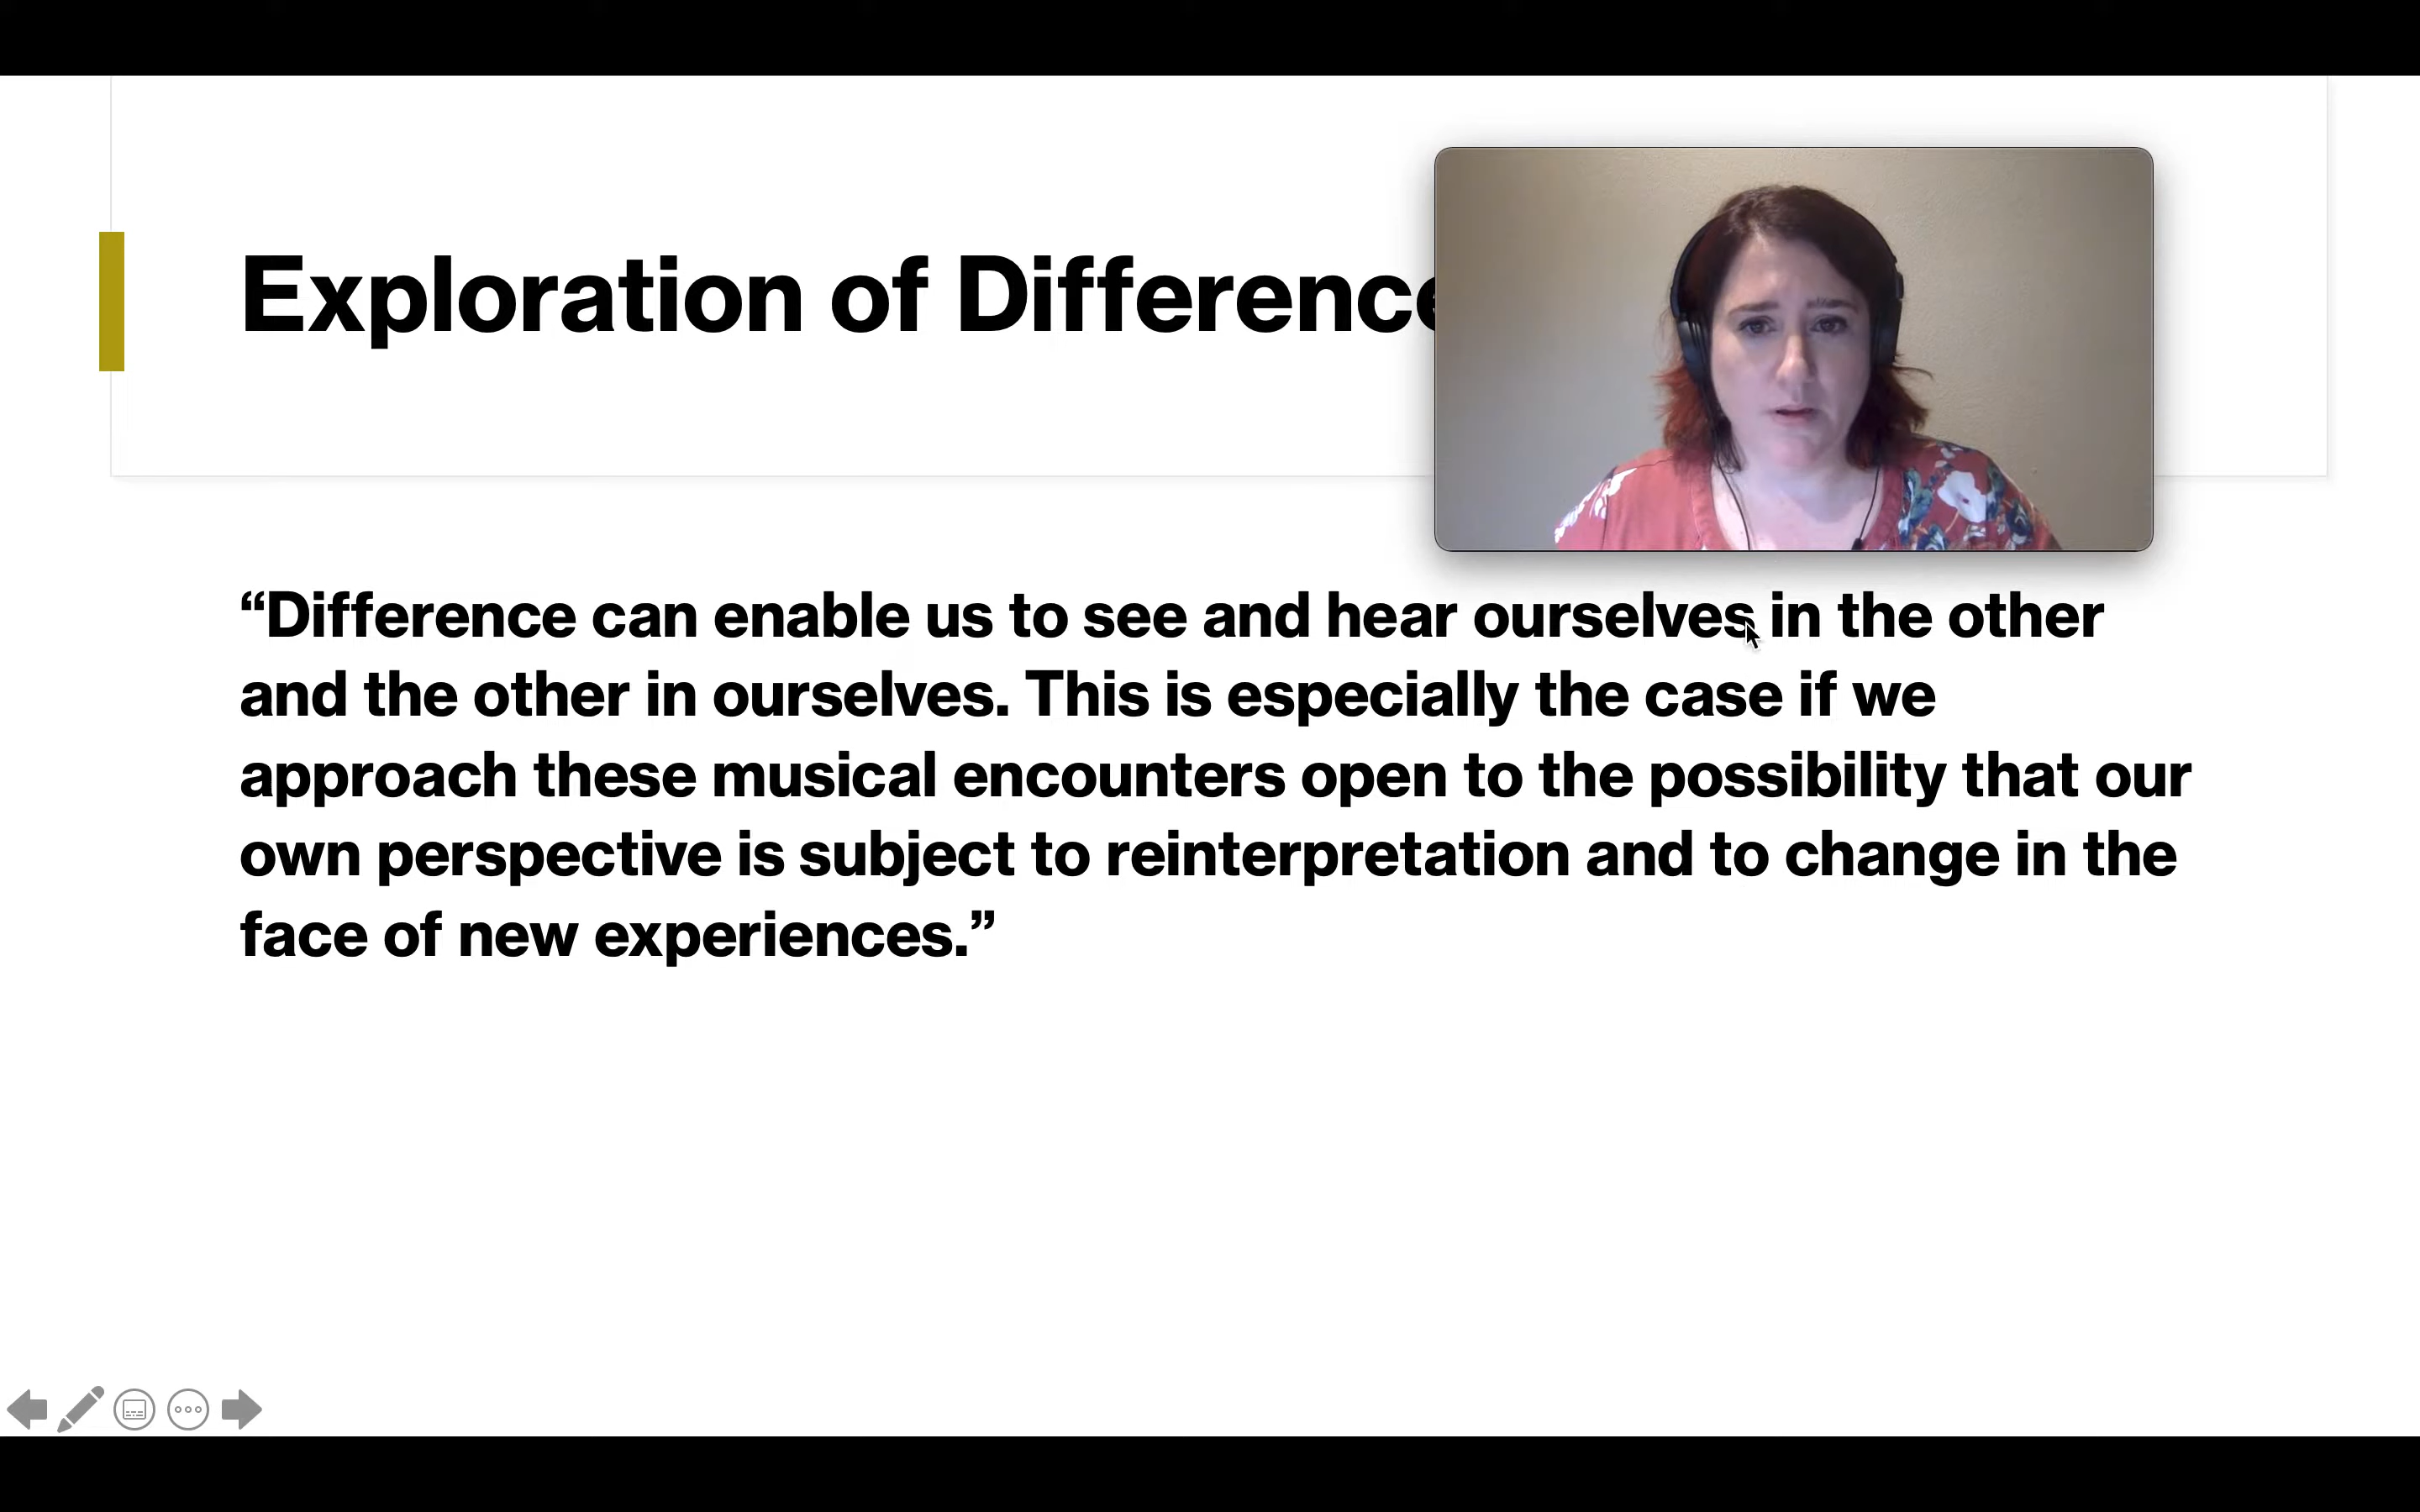 Exploration of Difference
“Difference can enable us to see and hear ourselves in the other
and the other in ourselves. This is especially the case if we
approach these musical encounters open to the possibility that our
own perspective is subject to reinterpretation and to change in the
face of new experiences.”